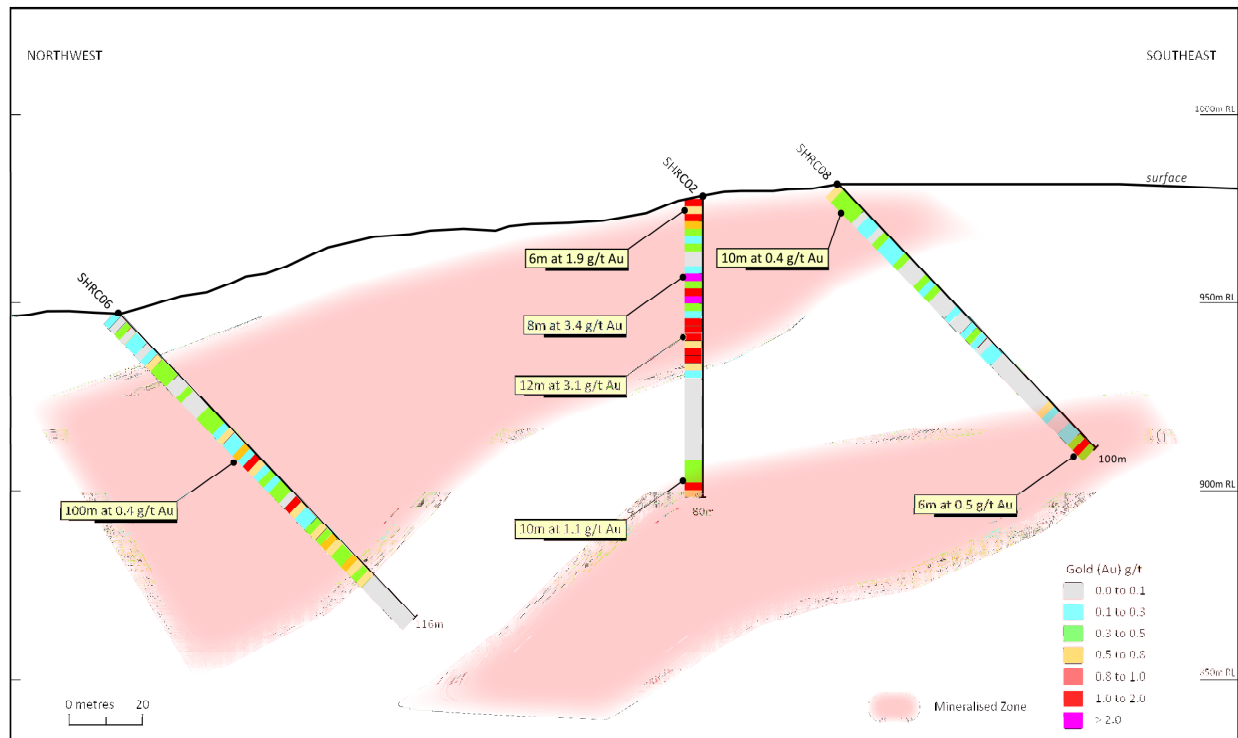 NORTHWEST
SOUTHEAST
1000m RL
SHRC02
SHRC08
surface
6m at 1.9 g/t Au
10m at 0.4 g/t Au
SHRC06
950m RL
8m at 3.4 g/t Au
12m at 3.1 g/t Au
100m
100m at 0.4 g/t Au
80m
6m at 0.5 g/t Au
900m RL
10m at 1.1 g/t Au
Gold (Au) g/t
0.0 to 0.1
0.1 to 0.3
0.3 to 0.5
0.5 to 0.8
0.8 to 1.0
1.0 to 2.0
> 2.0
116m
850m RL
0 metres 20
Mineralised Zone